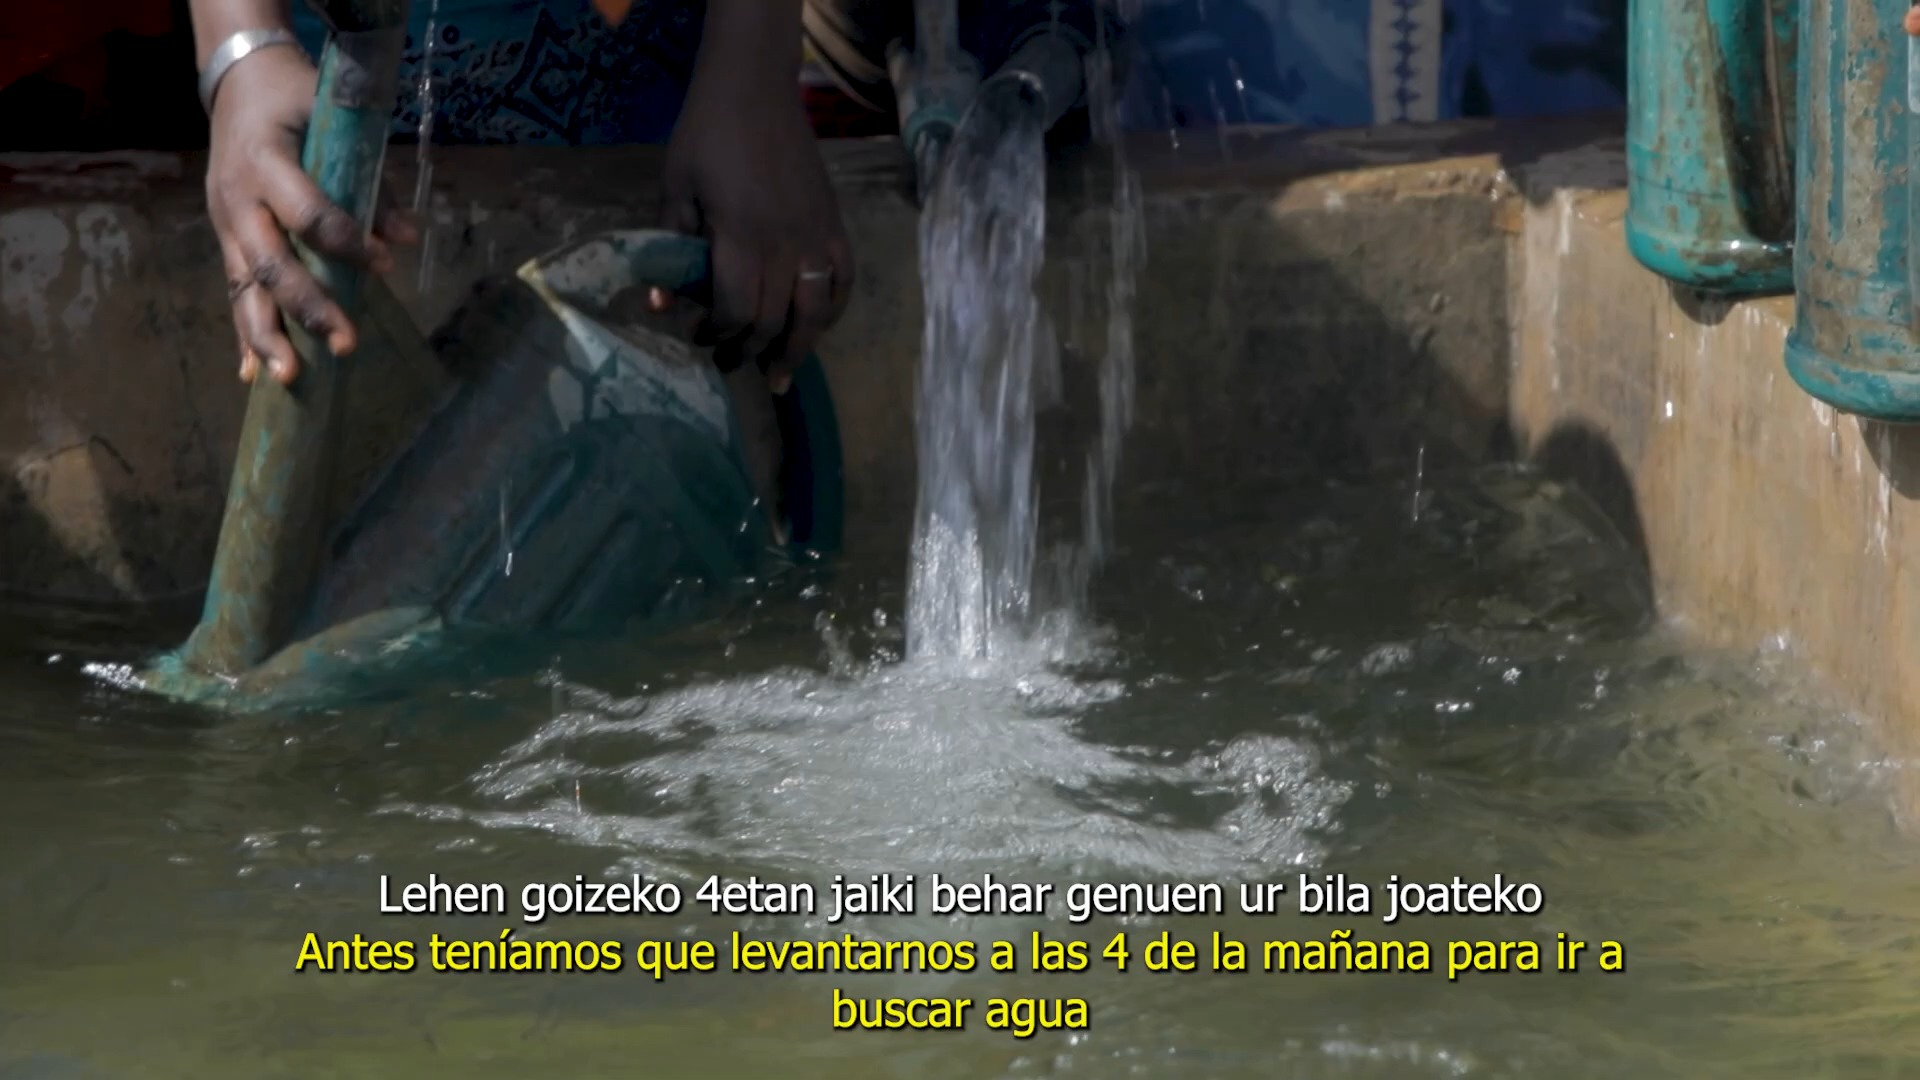 Lehen goizeko 4etan jaiki behar genuen ur bila joateko
Antes teníamos que levantarnos a las 4 de la mañana para ir a
buscar agua